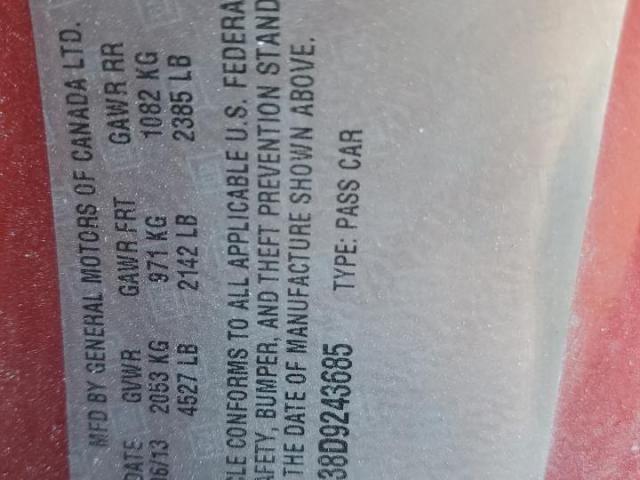 MFD BY GENERAL MOTORS OF CANADA LTD.
DATE GVWR GAWR FRT GAWR RR
06/13 2053 KG 971 KG 1082 KG
4527 LB 2142 LB 2385 LB
CLE CONFORMS TO ALL APPLICABLE U.S. FEDERA
AFETY, BUMPER, AND THEFT PREVENTION STAND
THE DATE OF MANUFACTURE SHOWN ABOVE.
38D9243685 TYPE: PASS CAR